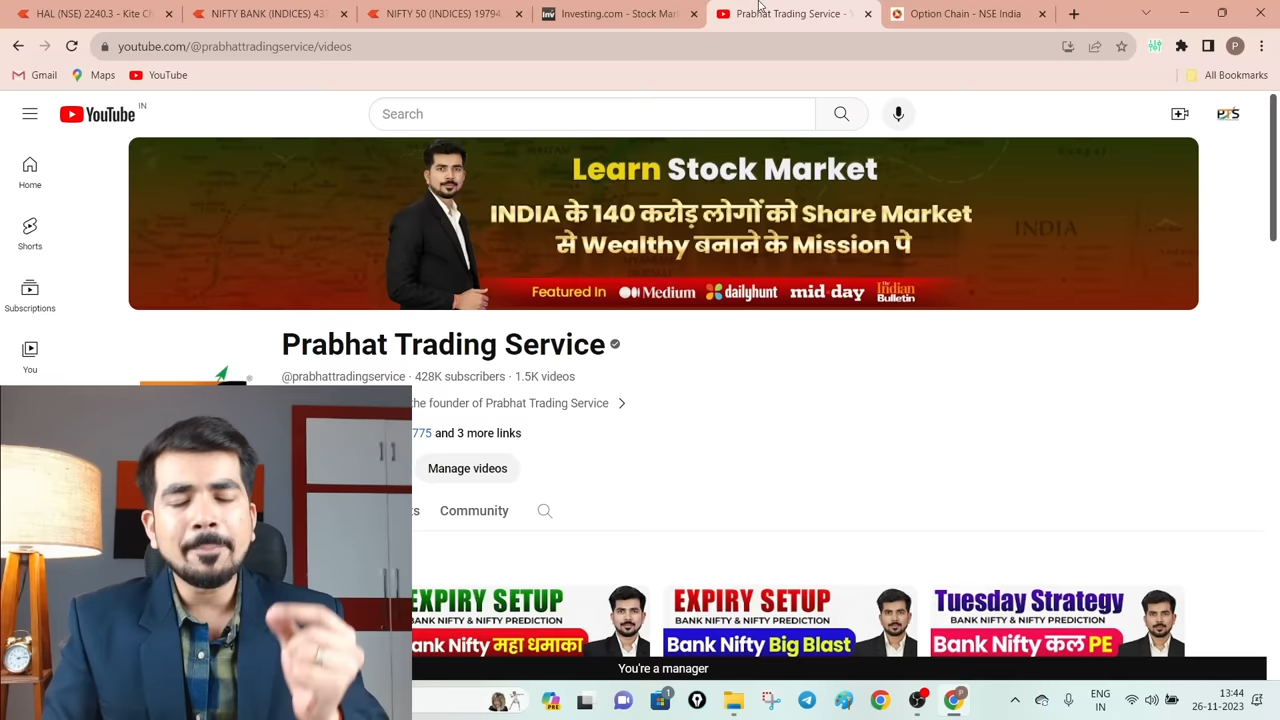 HAL (NSE) 2240.3 -
NIFTY BANK (INDICES) 43
NIFTY 50 (INDICES) 19794
Inv
Investing.com - Stock Mar
Prabhat Trading Service -
Option Chain - NSE India
youtube.com/@prabhattradingservice/videos
P
Gmail
Maps
YouTube
All Bookmarks
YouTube
IN
Search
PTS
Home
Shorts
Subscriptions
You
Learn Stock Market
INDIA के 140 करोड़ लोगों को Share Market
से Wealthy बनाने के Mission पे
INDIA
Featured In
Medium
dailyhunt
mid-day
The Indian Bulletin
Prabhat Trading Service
@prabhattradingservice · 428K subscribers · 1.5K videos
the founder of Prabhat Trading Service
775 and 3 more links
Manage videos
ts
Community
EXPIRY SETUP
BANK NIFTY & NIFTY PREDICTION
ank Nifty महा धमाका
EXPIRY SETUP
BANK NIFTY & NIFTY PREDICTION
Bank Nifty Big Blast
Tuesday Strategy
BANK NIFTY & NIFTY PREDICTION
Bank Nifty कल PE
You're a manager
PRE
1
P
ENG
IN
13:44
26-11-2023